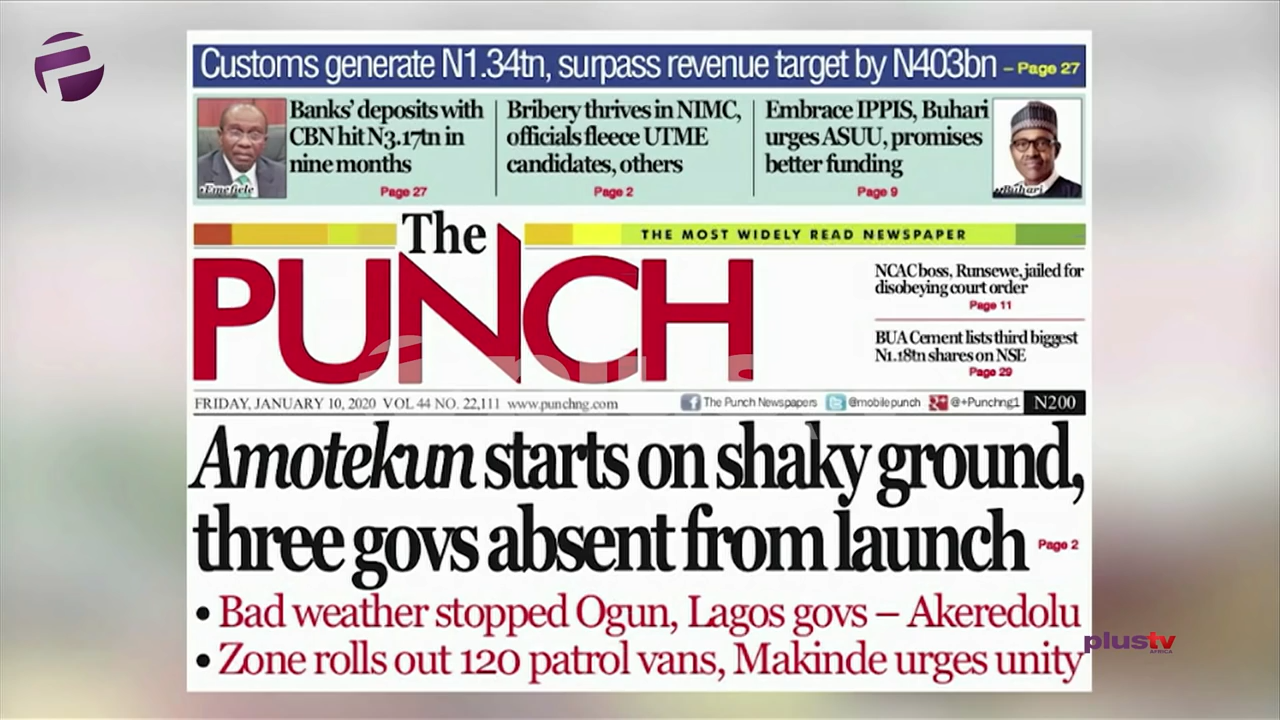 Customs generate N1.34tn, surpass revenue target by N403bn – Page 27
Banks' deposits with
CBN hit N3.17tn in
nine months
Page 27
•Emefiele
Bribery thrives in NIMC,
officials fleece UTME
candidates, others
Page 2
Embrace IPPIS, Buhari
urges ASUU, promises
better funding
Page 9
•Buhari
The
PUNCH
THE MOST WIDELY READ NEWSPAPER
NCAC boss, Runsewe, jailed for
disobeying court order
Page 11
BUA Cement lists third biggest
N1.18tn shares on NSE
Page 29
FRIDAY, JANUARY 10, 2020 VOL 44 NO. 22,111 www.punchng.com The Punch Newspapers @mobilepunch @+Punchng1 N200
Amotekun starts on shaky ground,
three govs absent from launch Page 2
• Bad weather stopped Ogun, Lagos govs – Akeredolu
• Zone rolls out 120 patrol vans, Makinde urges unity
plustv
AFRICA